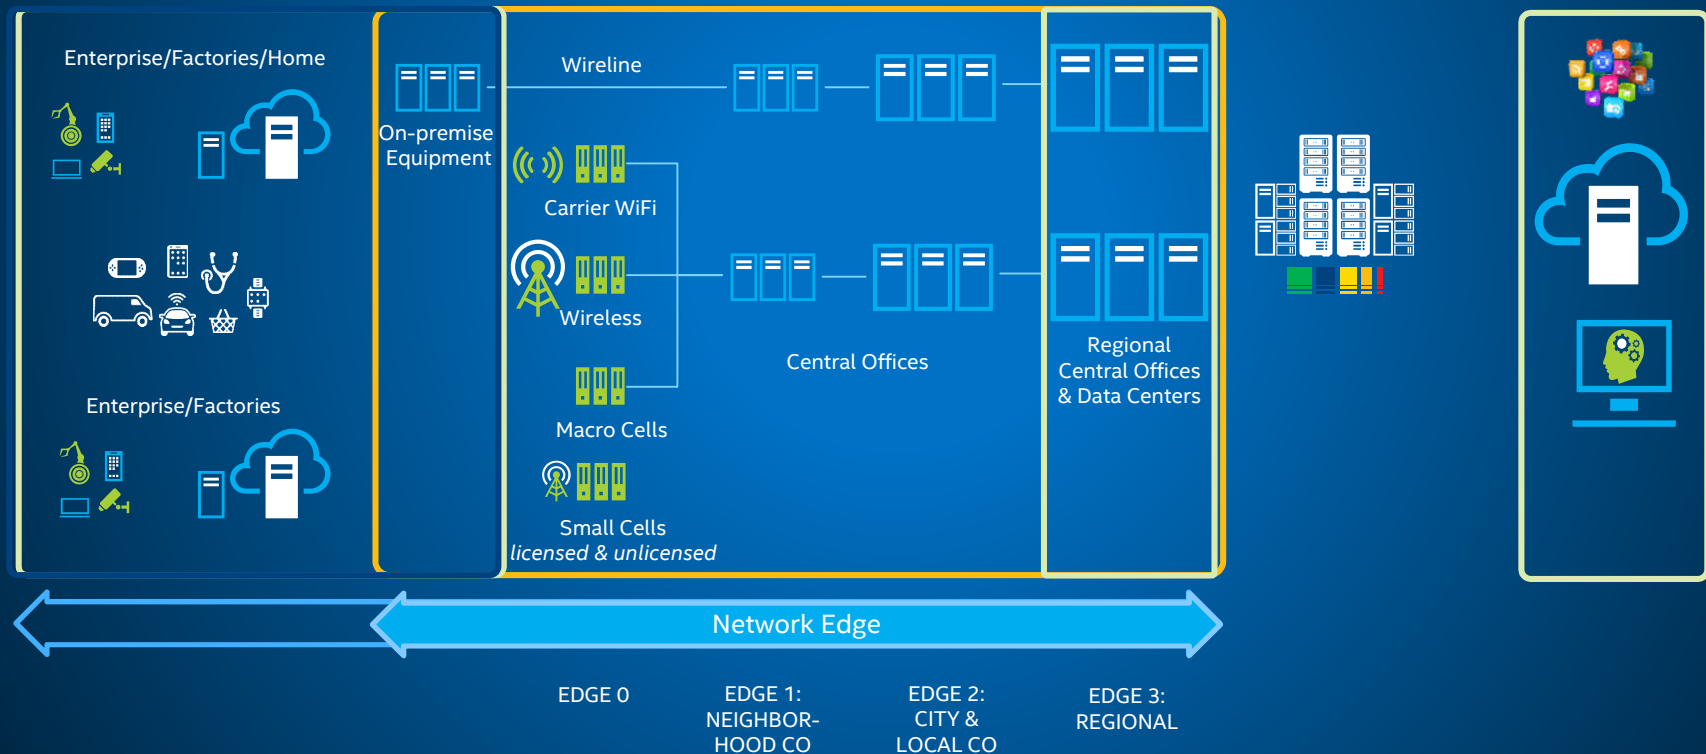 Enterprise/Factories/Home
On-premise
Equipment
Wireline
Carrier WiFi
Wireless
Macro Cells
Small Cells
licensed & unlicensed
Central Offices
Regional
Central Offices
& Data Centers
Enterprise/Factories
Network Edge
EDGE 0
EDGE 1:
NEIGHBOR-
HOOD CO
EDGE 2:
CITY &
LOCAL CO
EDGE 3:
REGIONAL